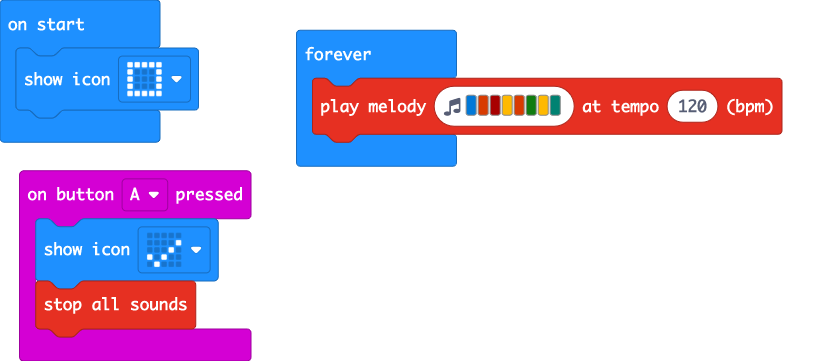 on start
show icon
forever
play melody at tempo 120 (bpm)
on button A pressed
show icon
stop all sounds